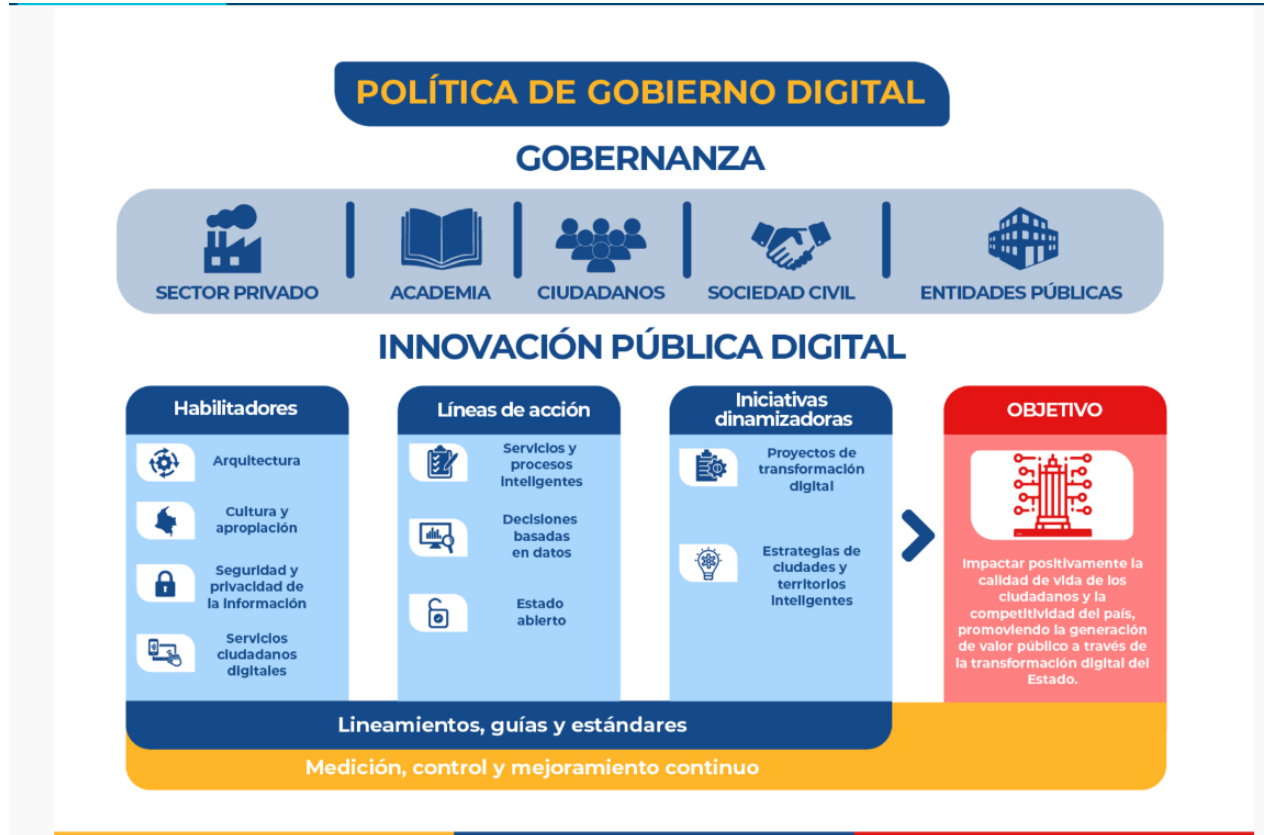 POLÍTICA DE GOBIERNO DIGITAL
GOBERNANZA
SECTOR PRIVADO
ACADEMIA
CIUDADANOS
SOCIEDAD CIVIL
ENTIDADES PÚBLICAS
INNOVACIÓN PÚBLICA DIGITAL
Habilitadores
Arquitectura
Cultura y
apropiación
Seguridad y
privacidad de
la información
Servicios
ciudadanos
digitales
Líneas de acción
Servicios y
procesos
inteligentes
Decisiones
basadas
en datos
Estado
abierto
Iniciativas
dinamizadoras
Proyectos de
transformación
digital
Estrategias de
ciudades y
territorios
inteligentes
OBJETIVO
Impactar positivamente la
calidad de vida de los
ciudadanos y la
competitividad del país,
promoviendo la generación
de valor público a través de
la transformación digital del
Estado.
Lineamientos, guías y estándares
Medición, control y mejoramiento continuo